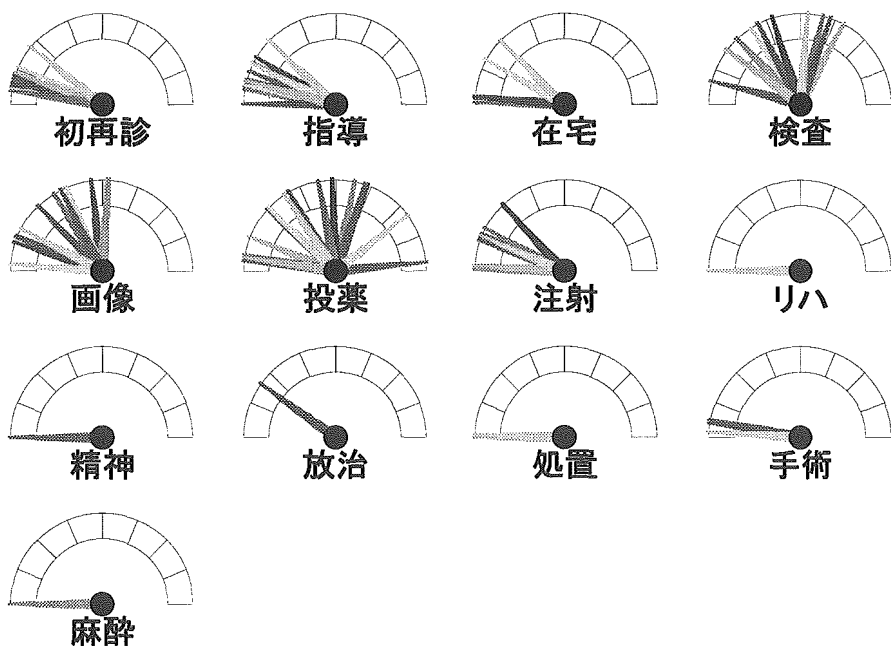 初再診
指導
在宅
検査
画像
投薬
注射
リハ
精神
放治
処置
手術
麻酔